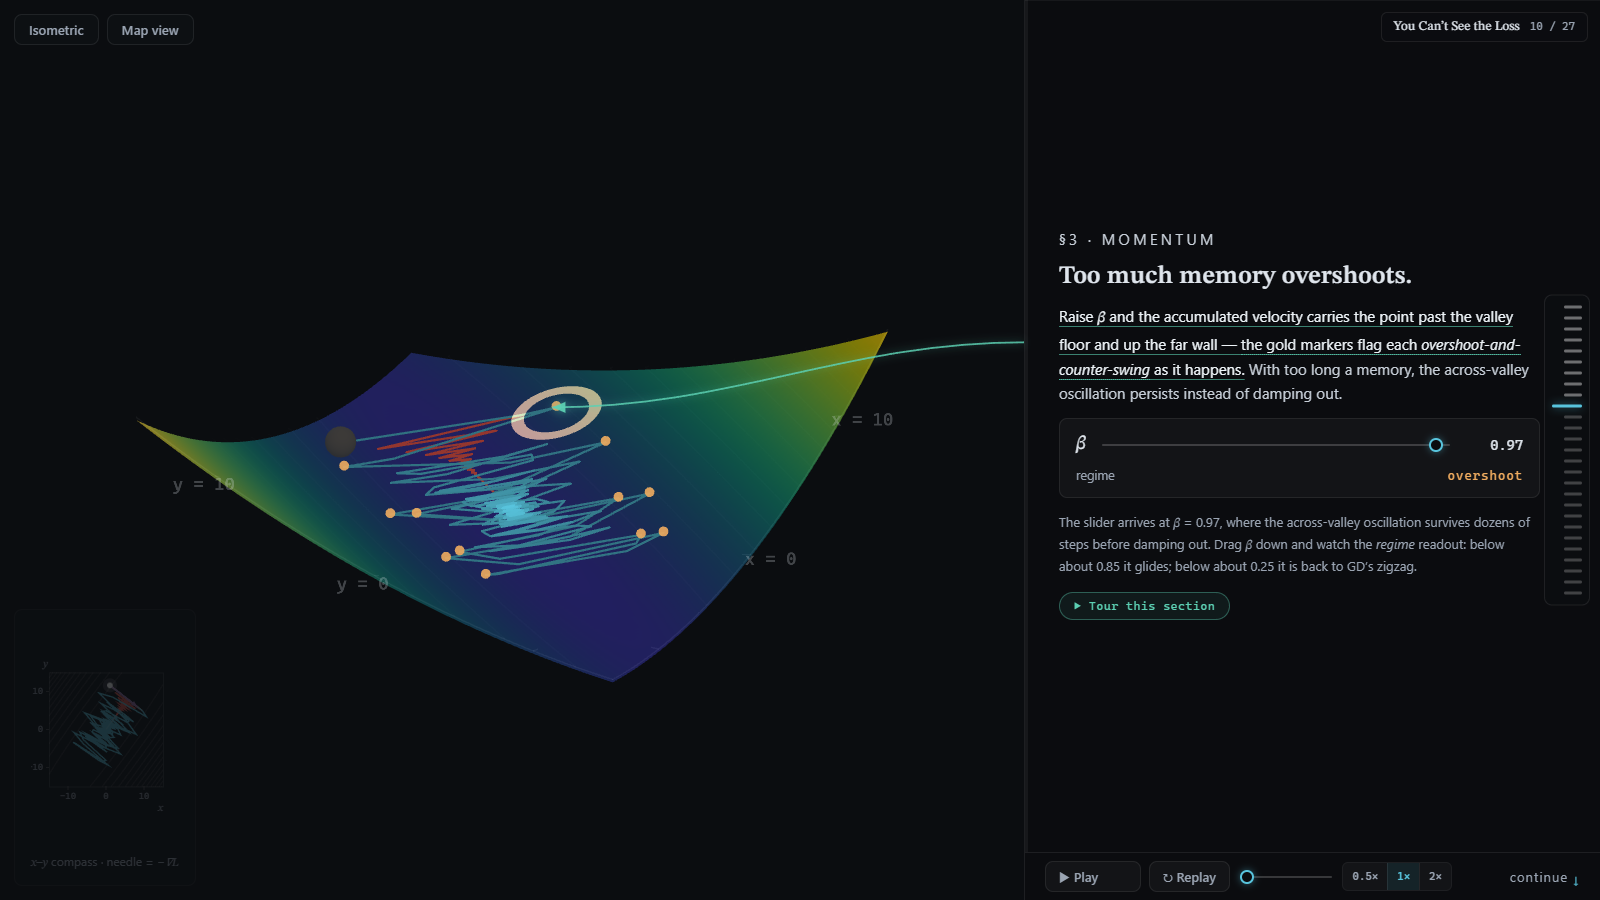 Isometric
Map view
You Can't See the Loss 10 / 27
§3 · MOMENTUM
Too much memory overshoots.
Raise β and the accumulated velocity carries the point past the valley
floor and up the far wall — the gold markers flag each overshoot-and-
counter-swing as it happens. With too long a memory, the across-valley
oscillation persists instead of damping out.
β 0.97
regime overshoot
The slider arrives at β = 0.97, where the across-valley oscillation survives dozens of
steps before damping out. Drag β down and watch the regime readout: below
about 0.85 it glides; below about 0.25 it is back to GD's zigzag.
▶ Tour this section
x = 10
y = 10
x = 0
y = 0
y
10
0
-10
-10 0 10
x
x–y compass · needle = −
▶ Play
↻ Replay
0.5×
1×
2×
continue ↓